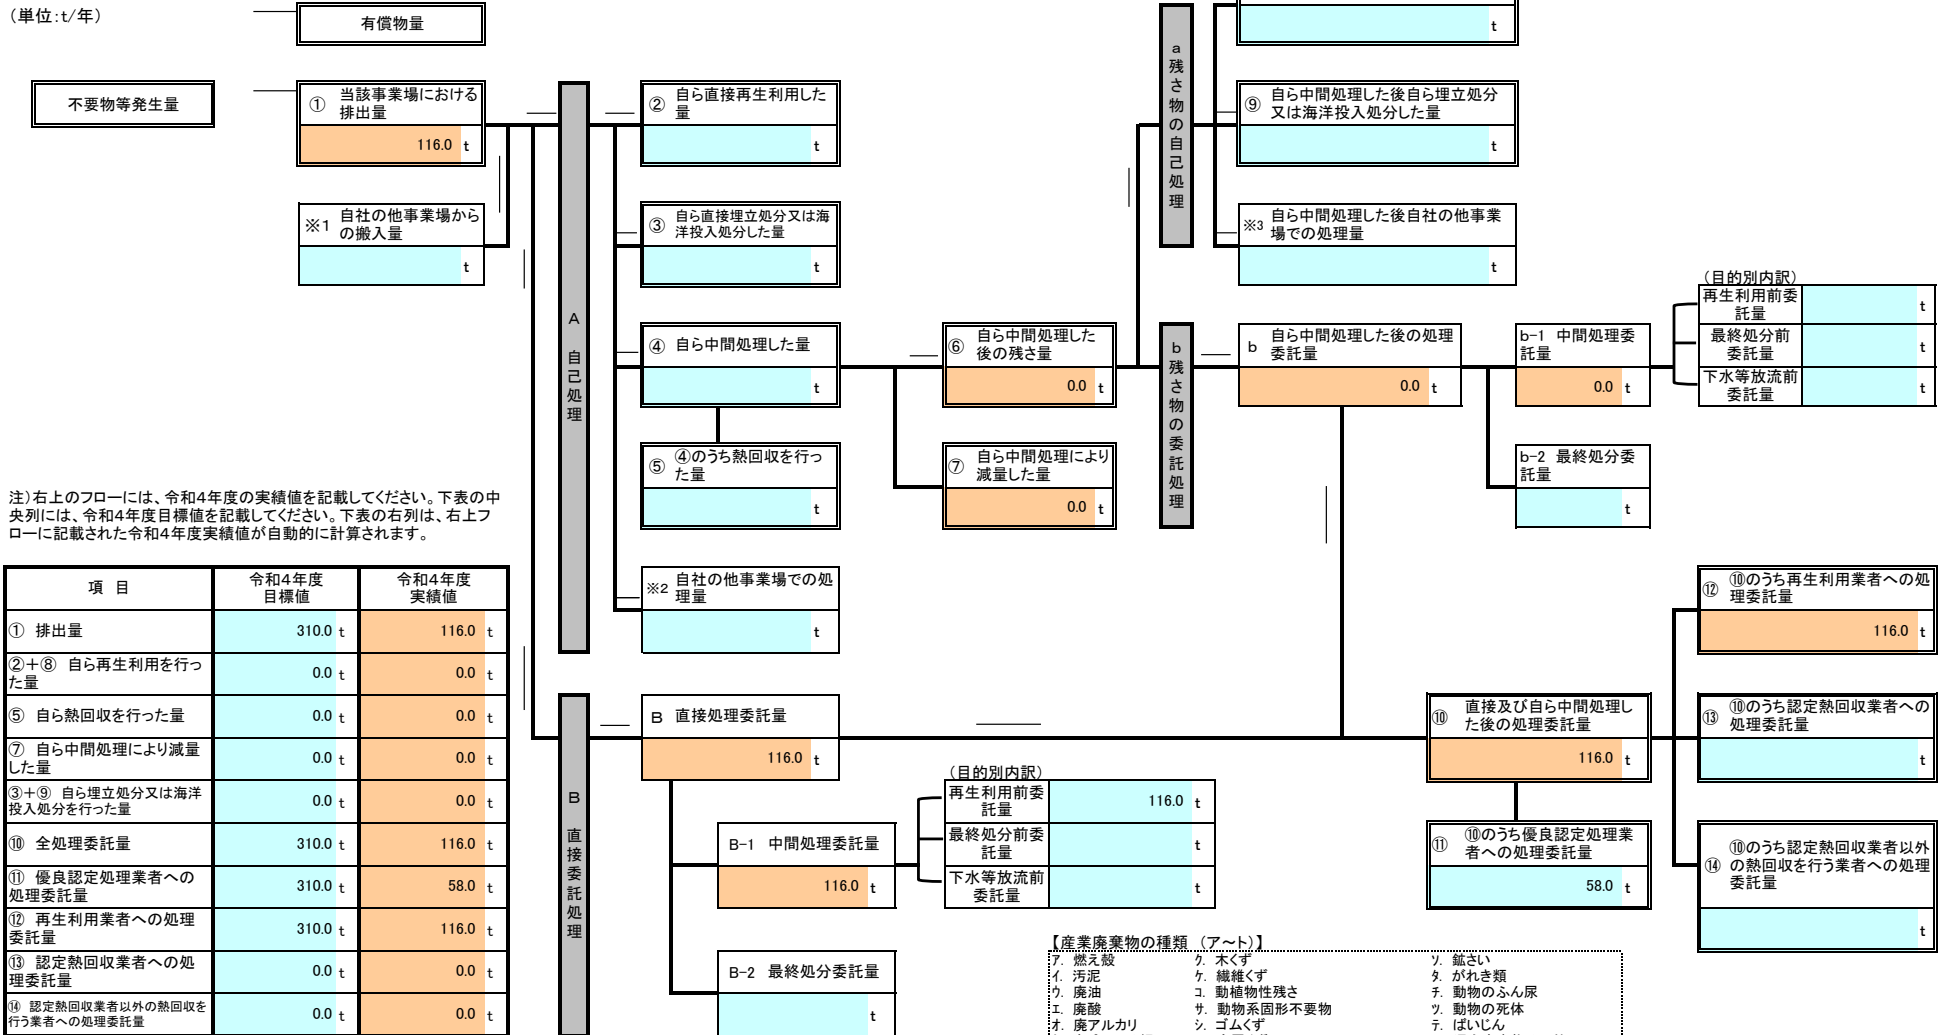 （単位：t/年）
有償物量
不要物等発生量
① 当該事業場における
排出量
116.0 t
※1 自社の他事業場から
の搬入量
t
A 自己処理
② 自ら直接再生利用した
量
t
③ 自ら直接埋立処分又は海
洋投入処分した量
t
④ 自ら中間処理した量
t
⑤ ④のうち熱回収を行っ
た量
t
※2 自社の他事業場での処
理量
t
⑥ 自ら中間処理した
後の残さ量
0.0 t
⑦ 自ら中間処理により
減量した量
0.0 t
a 残さ物の自己処理
t
⑨ 自ら中間処理した後自ら埋立処分
又は海洋投入処分した量
t
※3 自ら中間処理した後自社の他事業
場での処理量
t
b 残さ物の委託処理
b 自ら中間処理した後の処理
委託量
0.0 t
b-1 中間処理委
託量
0.0 t
b-2 最終処分委
託量
t
（目的別内訳）
再生利用前委
託量
t
最終処分前
委託量
t
下水等放流前
委託量
t
注）右上のフローには、令和4年度の実績値を記載してください。下表の中
央列には、令和4年度目標値を記載してください。下表の右列は、右上フ
ローに記載された令和4年度実績値が自動的に計算されます。
項 目
令和4年度
目標値
令和4年度
実績値
① 排出量 310.0 t 116.0 t
②＋⑧ 自ら再生利用を行っ
た量
0.0 t 0.0 t
⑤ 自ら熱回収を行った量 0.0 t 0.0 t
⑦ 自ら中間処理により減量
した量
0.0 t 0.0 t
③＋⑨ 自ら埋立処分又は海洋
投入処分を行った量
0.0 t 0.0 t
⑩ 全処理委託量 310.0 t 116.0 t
⑪ 優良認定処理業者への
処理委託量
310.0 t 58.0 t
⑫ 再生利用業者への処理
委託量
310.0 t 116.0 t
⑬ 認定熱回収業者への処
理委託量
0.0 t 0.0 t
⑭ 認定熱回収業者以外の熱回収を
行う業者への処理委託量
0.0 t 0.0 t
B 直接委託処理
B 直接処理委託量
116.0 t
B-1 中間処理委託量
116.0 t
B-2 最終処分委託量
t
（目的別内訳）
再生利用前委
託量
116.0 t
最終処分前委
託量
t
下水等放流前
委託量
t
⑩ 直接及び自ら中間処理し
た後の処理委託量
116.0 t
⑪ ⑩のうち優良認定処理業
者への処理委託量
58.0 t
⑫ ⑩のうち再生利用業者への処
理委託量
116.0 t
⑬ ⑩のうち認定熱回収業者への
処理委託量
t
⑭ ⑩のうち認定熱回収業者以外
の熱回収を行う業者への処理
委託量
t
【産業廃棄物の種類 （ア～ト）】
ア. 燃え殻 ク. 木くず ソ. 鉱さい
イ. 汚泥 ケ. 繊維くず タ. がれき類
ウ. 廃油 コ. 動植物性残さ チ. 動物のふん尿
エ. 廃酸 サ. 動物系固形不要物 ツ. 動物の死体
オ. 廃アルカリ シ. ゴムくず テ. ばいじん